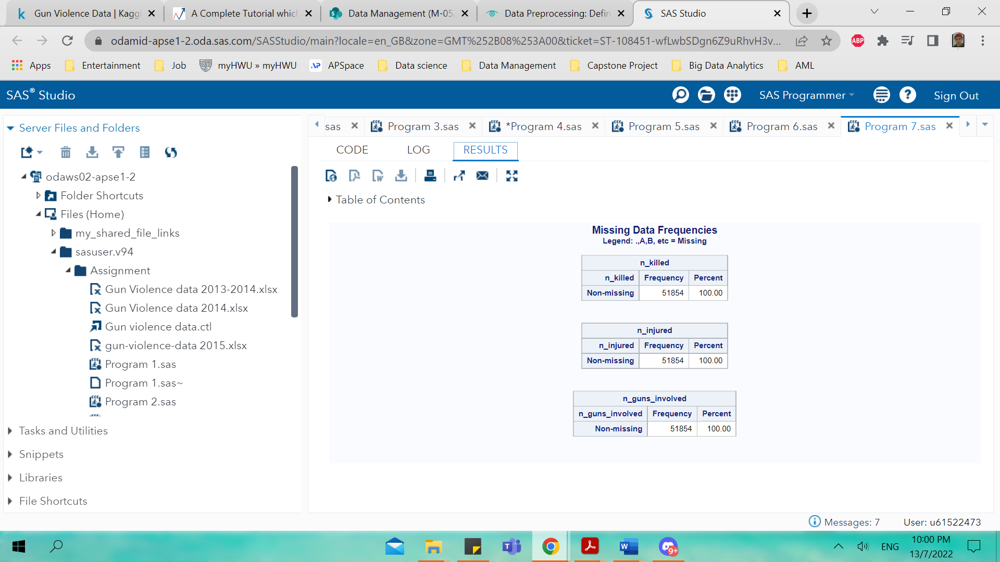 Gun Violence Data | Kaggl
A Complete Tutorial which
Data Management (M-052
Data Preprocessing: Defin
SAS Studio
odamid-apse1-2.oda.sas.com/SASStudio/main?locale=en_GB&zone=GMT%252B08%253A00&ticket=ST-108451-wfLwbSDgn6Z9uRhvH3v...
ABP
Apps
Entertainment
Job
myHWU » myHWU
APSpace
Data science
Data Management
Capstone Project
Big Data Analytics
AML
SAS® Studio
SAS Programmer
Sign Out
Server Files and Folders
odaws02-apse1-2
Folder Shortcuts
Files (Home)
my_shared_file_links
sasuser.v94
Assignment
Gun Violence data 2013-2014.xlsx
Gun Violence data 2014.xlsx
Gun violence data.ctl
gun-violence-data 2015.xlsx
Program 1.sas
Program 1.sas~
Program 2.sas
Tasks and Utilities
Snippets
Libraries
File Shortcuts
sas
Program 3.sas
*Program 4.sas
Program 5.sas
Program 6.sas
Program 7.sas
CODE LOG RESULTS
Table of Contents
Missing Data Frequencies
Legend: .,A,B, etc = Missing
n_killed
n_killed Frequency Percent
Non-missing 51854 100.00
n_injured
n_injured Frequency Percent
Non-missing 51854 100.00
n_guns_involved
n_guns_involved Frequency Percent
Non-missing 51854 100.00
Messages: 7
User: u61522473
9+
ENG
10:00 PM
13/7/2022